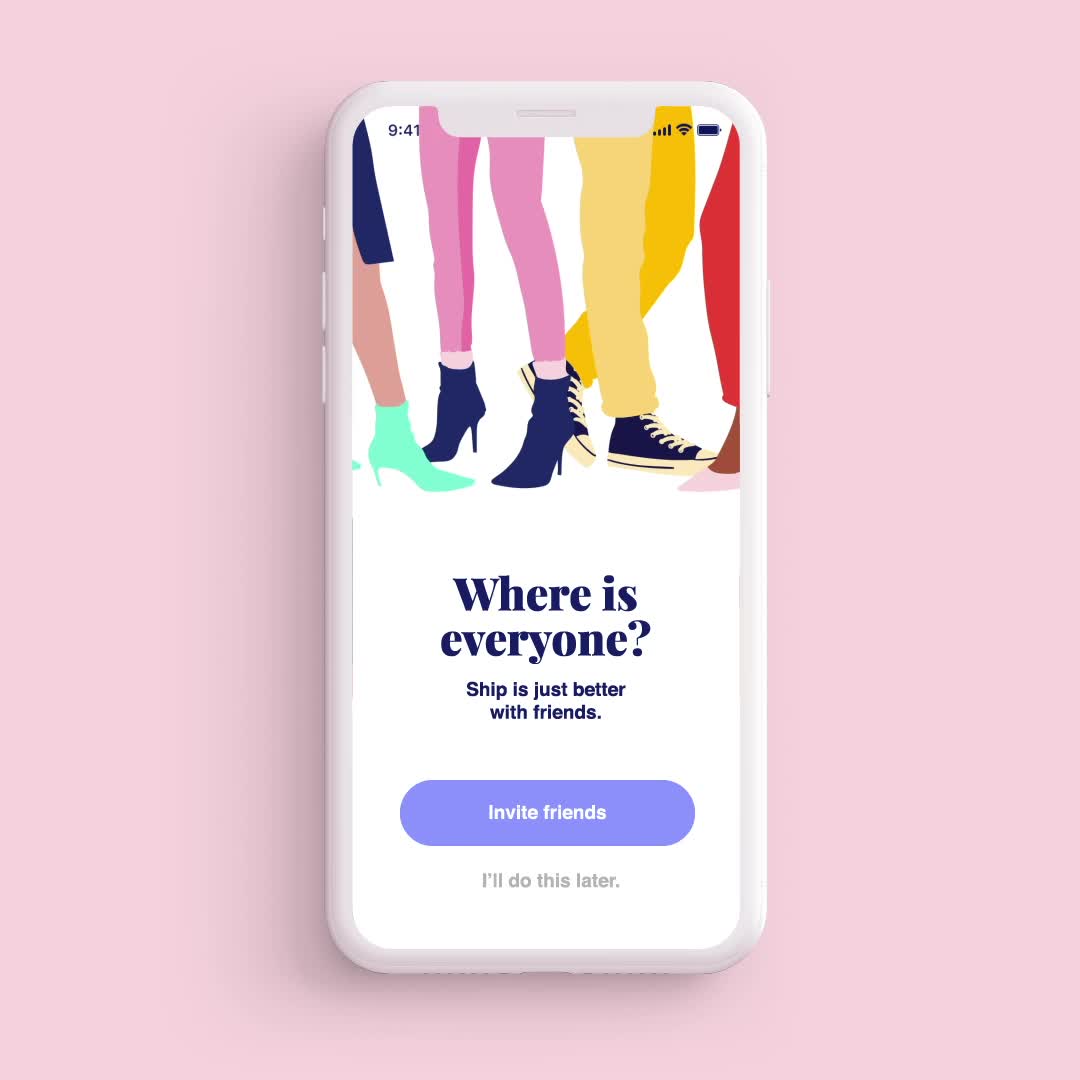 9:41
Where is
everyone?
Ship is just better
with friends.
Invite friends
I'll do this later.